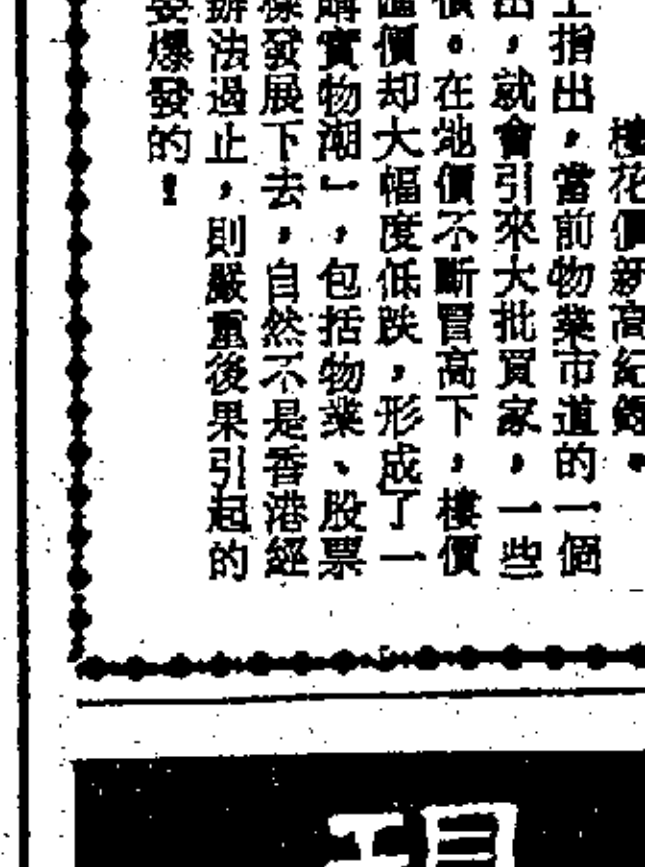 樓花價新高紀錄。
指出，當前物業市道的一個
出，就會引來大批買家，一些
價。在地價不斷冒高下，樓價
匯價却大幅度低跌，形成了一
購實物潮」，包括物業、股票
樣發展下去，自然不是香港經
辦法遏止，則嚴重後果引起的
要爆發的！